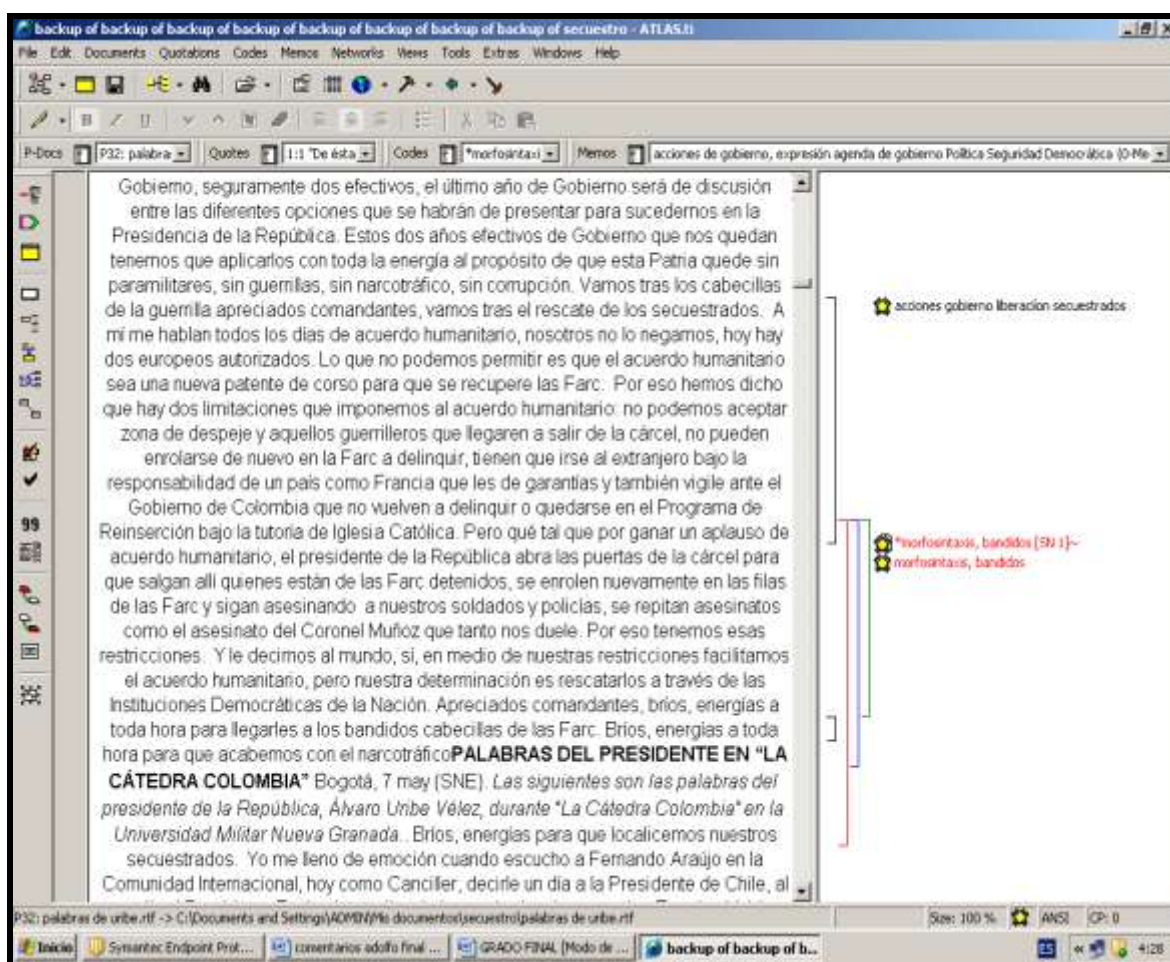 backup of backup of backup of backup of backup of backup of backup of secuestro - ATLAS.ti
File Edit Documents Quotations Codes Memos Networks Views Tools Extras Windows Help
P-Docs P32: palabra Quotes 1:1 "De ésta Codes *morfosintaxi Memos acciones de gobierno, expresión agenda de gobierno Política Seguridad Democrática (0-Me
Gobierno, seguramente dos efectivos, el último año de Gobierno será de discusión
entre las diferentes opciones que se habrán de presentar para sucedernos en la
Presidencia de la República. Estos dos años efectivos de Gobierno que nos quedan
tenemos que aplicarlos con toda la energía al propósito de que esta Patria quede sin
paramilitares, sin guerrillas, sin narcotráfico, sin corrupción. Vamos tras los cabecillas
de la guerrilla apreciados comandantes, vamos tras el rescate de los secuestrados. A
mí me hablan todos los días de acuerdo humanitario, nosotros no lo negamos, hoy hay
dos europeos autorizados. Lo que no podemos permitir es que el acuerdo humanitario
sea una nueva patente de corso para que se recupere las Farc. Por eso hemos dicho
que hay dos limitaciones que imponemos al acuerdo humanitario: no podemos aceptar
zona de despeje y aquellos guerrilleros que llegaren a salir de la cárcel, no pueden
enrolarse de nuevo en la Farc a delinquir, tienen que irse al extranjero bajo la
responsabilidad de un país como Francia que les de garantías y también vigile ante el
Gobierno de Colombia que no vuelven a delinquir o quedarse en el Programa de
Reinserción bajo la tutoría de Iglesia Católica. Pero qué tal que por ganar un aplauso de
acuerdo humanitario, el presidente de la República abra las puertas de la cárcel para
que salgan allí quienes están de las Farc detenidos, se enrolen nuevamente en las filas
de las Farc y sigan asesinando a nuestros soldados y policías, se repitan asesinatos
como el asesinato del Coronel Muñoz que tanto nos duele. Por eso tenemos esas
restricciones. Y le decimos al mundo, sí, en medio de nuestras restricciones facilitamos
el acuerdo humanitario, pero nuestra determinación es rescatarlos a través de las
Instituciones Democráticas de la Nación. Apreciados comandantes, bríos, energías a
toda hora para llegarles a los bandidos cabecillas de las Farc. Bríos, energías a toda
hora para que acabemos con el narcotráficoPALABRAS DEL PRESIDENTE EN “LA
CÁTEDRA COLOMBIA” Bogotá, 7 may (SNE). Las siguientes son las palabras del
presidente de la República, Álvaro Uribe Vélez, durante "La Cátedra Colombia" en la
Universidad Militar Nueva Granada. Bríos, energías para que localicemos nuestros
secuestrados. Yo me lleno de emoción cuando escucho a Fernando Araújo en la
Comunidad Internacional, hoy como Canciller, decirle un día a la Presidente de Chile, al
acciones gobierno liberacion secuestrados
*morfosintaxis, bandidos [SN 1]~
morfosintaxis, bandidos
P32: palabras de uribe.rtf -> C:\Documents and Settings\ADMIN\Mis documentos\secuestro\palabras de uribe.rtf
Size: 100 % ANSI CP: 0
Inicio Symantec Endpoint Prot... comentarios adolfo final ... GRADO FINAL [Modo de ... backup of backup of b... ES 4:28